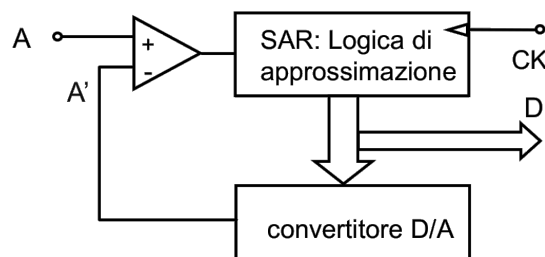 A
+
-
A'
SAR: Logica di
approssimazione
CK
D
convertitore D/A